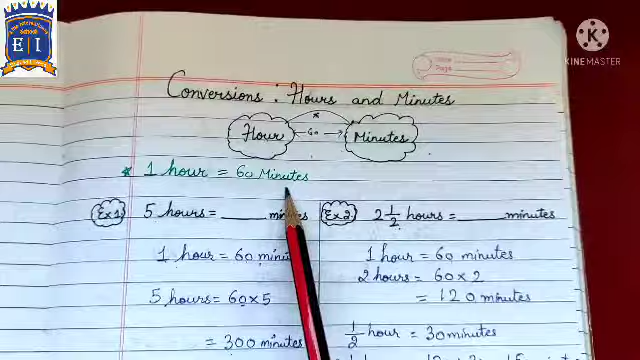 E I
KINEMASTER
Conversions : Hours and Minutes
×
Hour 60 Minutes
* 1 hour = 60 Minutes
Ex 1 5 hours = ____ minutes
1 hour = 60 minutes
5 hours = 60 × 5
= 300 minutes
Ex 2 2 1/2 hours = ____ minutes
1 hour = 60 minutes
2 hours = 60 × 2
= 120 minutes
1/2 hour = 30 minutes